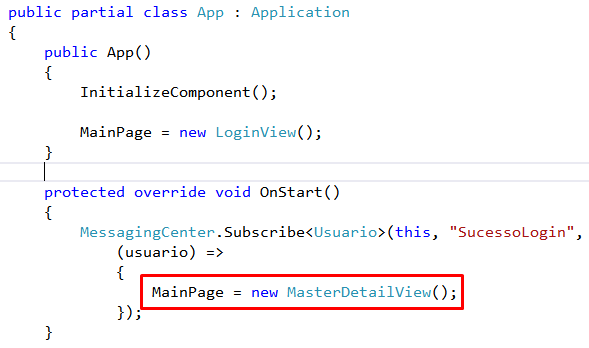 public partial class App : Application
{
public App()
{
InitializeComponent();
MainPage = new LoginView();
}
protected override void OnStart()
{
MessagingCenter.Subscribe<Usuario>(this, "SucessoLogin",
(usuario) =>
{
MainPage = new MasterDetailView();
});
}